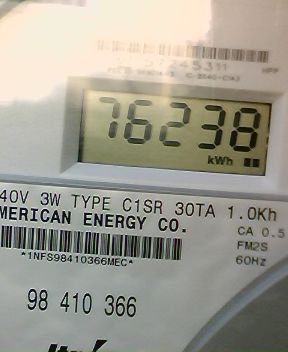 76238
kWh
40V 3W TYPE C1SR 30TA 1.0Kh
MERICAN ENERGY CO.
CA 0.5
FM2S
60Hz
*1NFS98410366MEC*
98 410 366